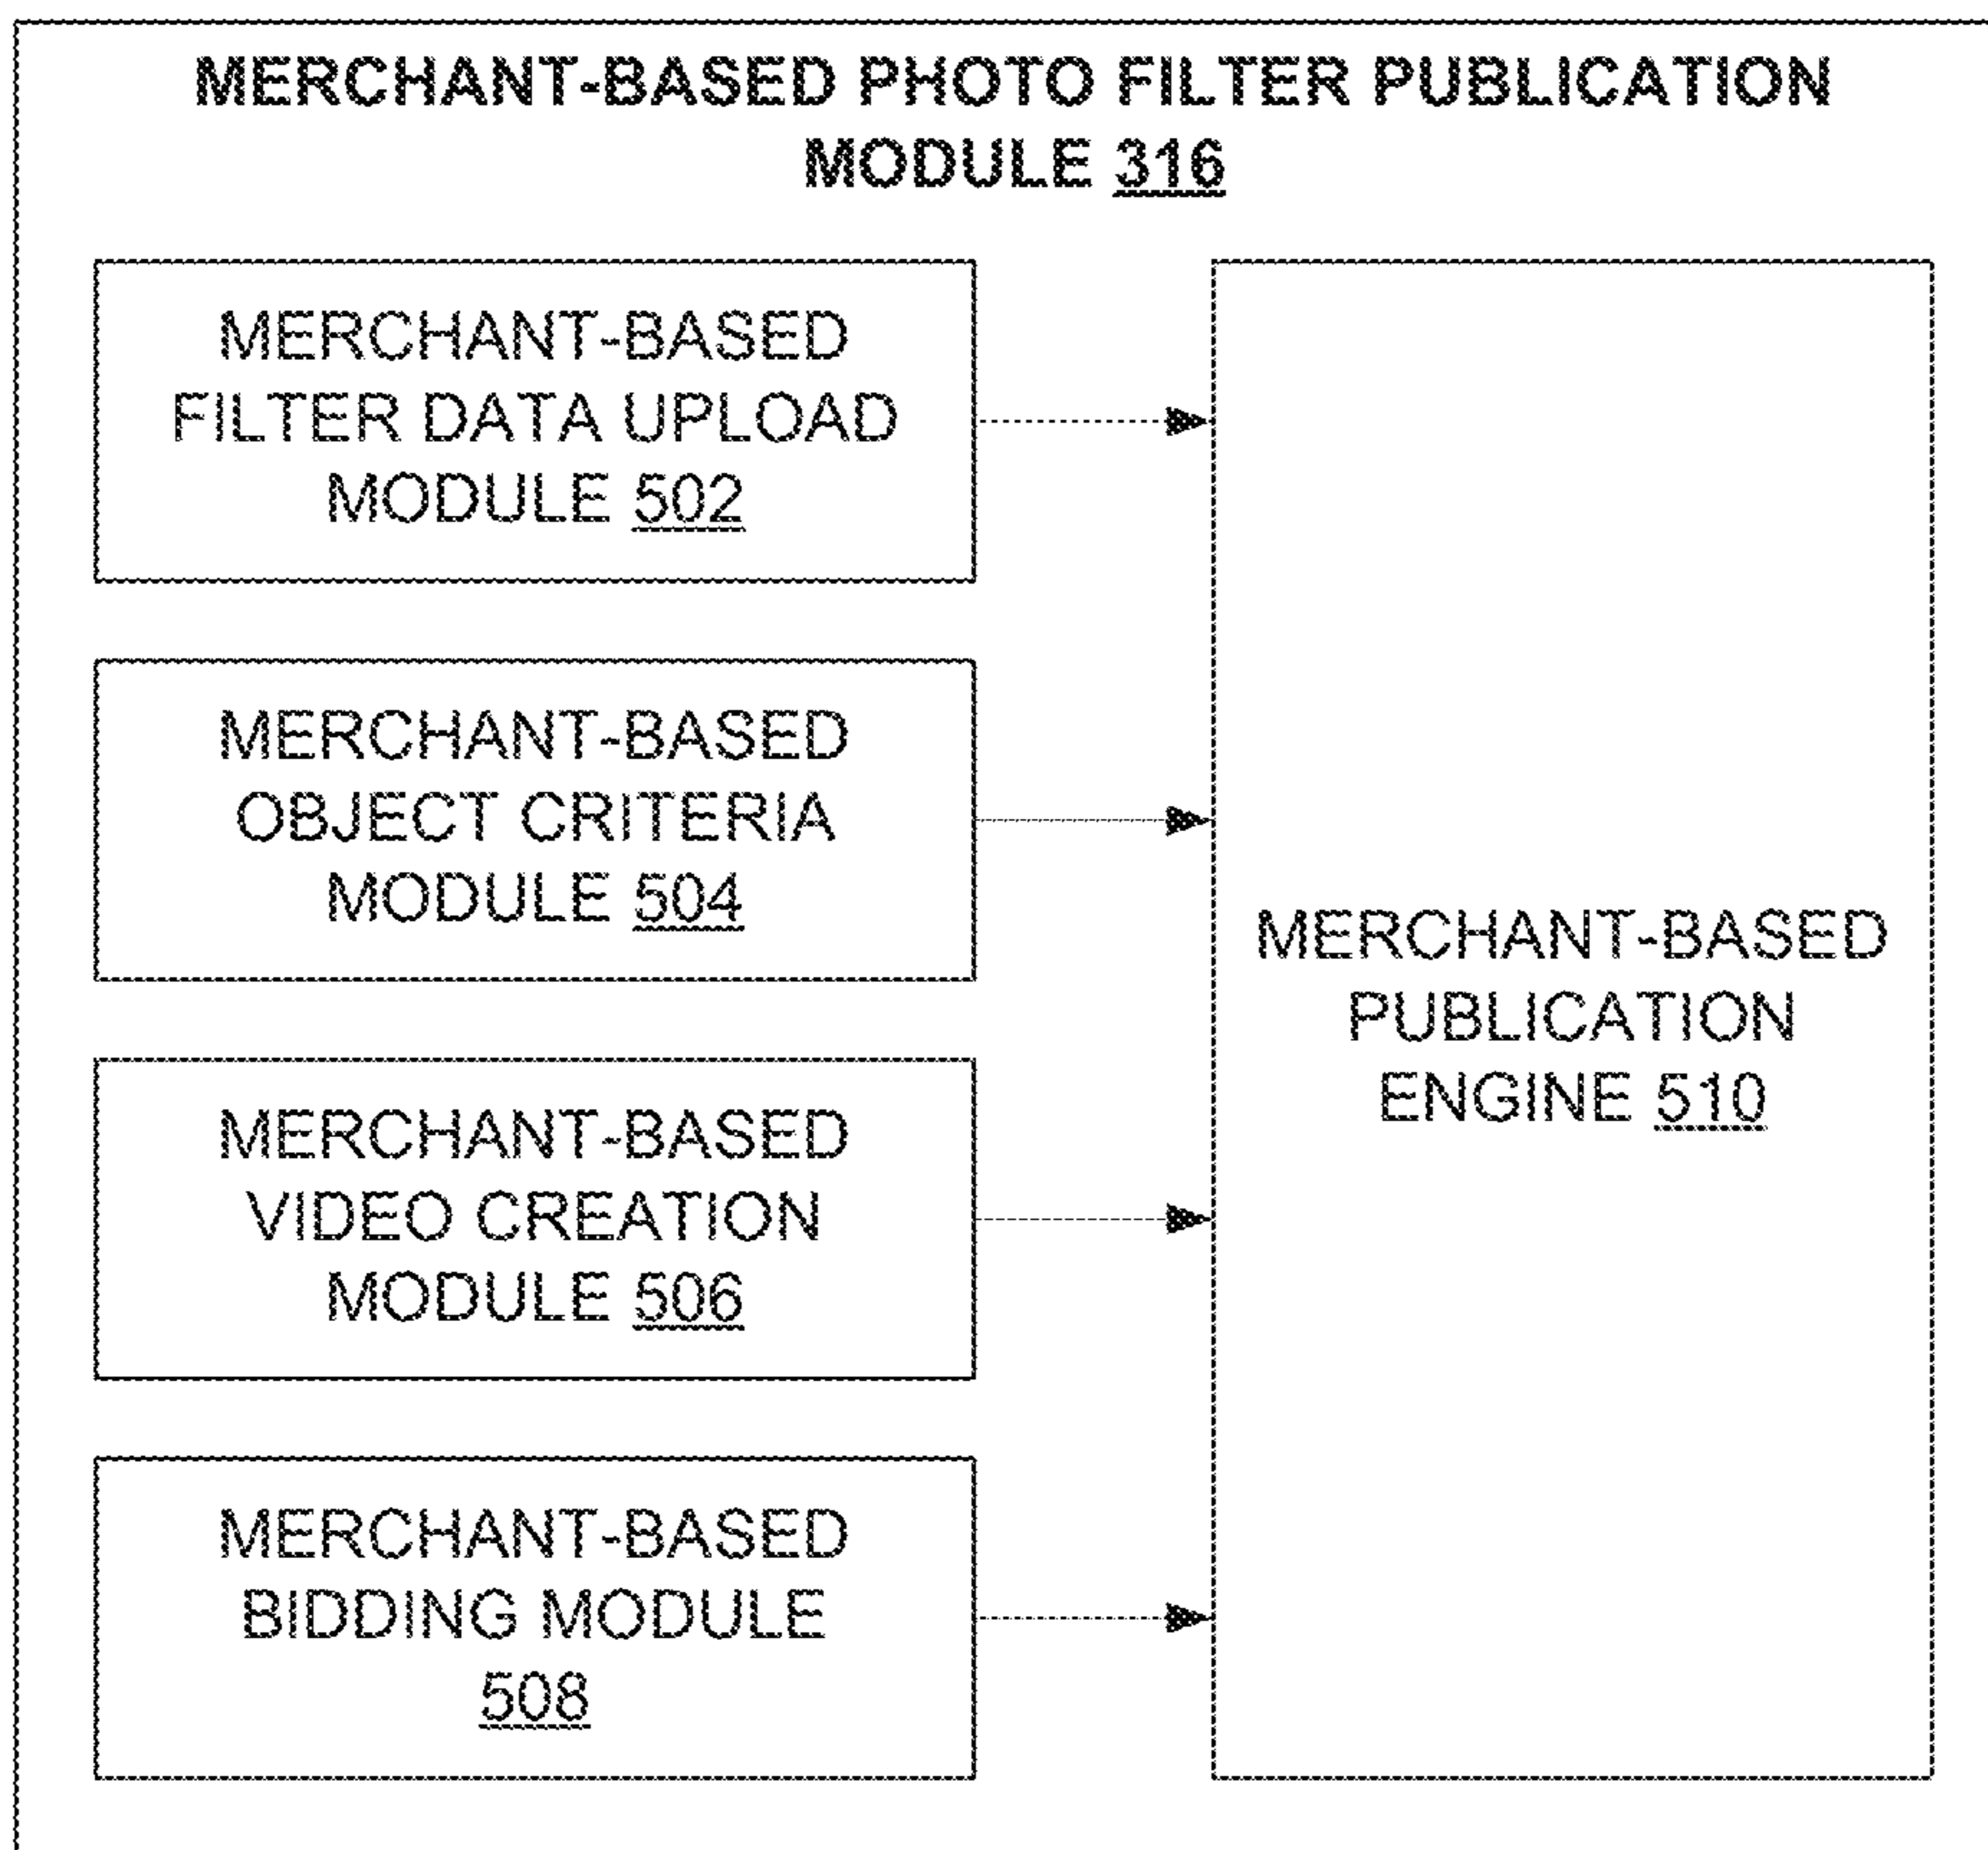 MERCHANT-BASED PHOTO FILTER PUBLICATION
MODULE 316
MERCHANT-BASED
FILTER DATA UPLOAD
MODULE 502
MERCHANT-BASED
OBJECT CRITERIA
MODULE 504
MERCHANT-BASED
VIDEO CREATION
MODULE 506
MERCHANT-BASED
BIDDING MODULE
508
MERCHANT-BASED
PUBLICATION
ENGINE 510